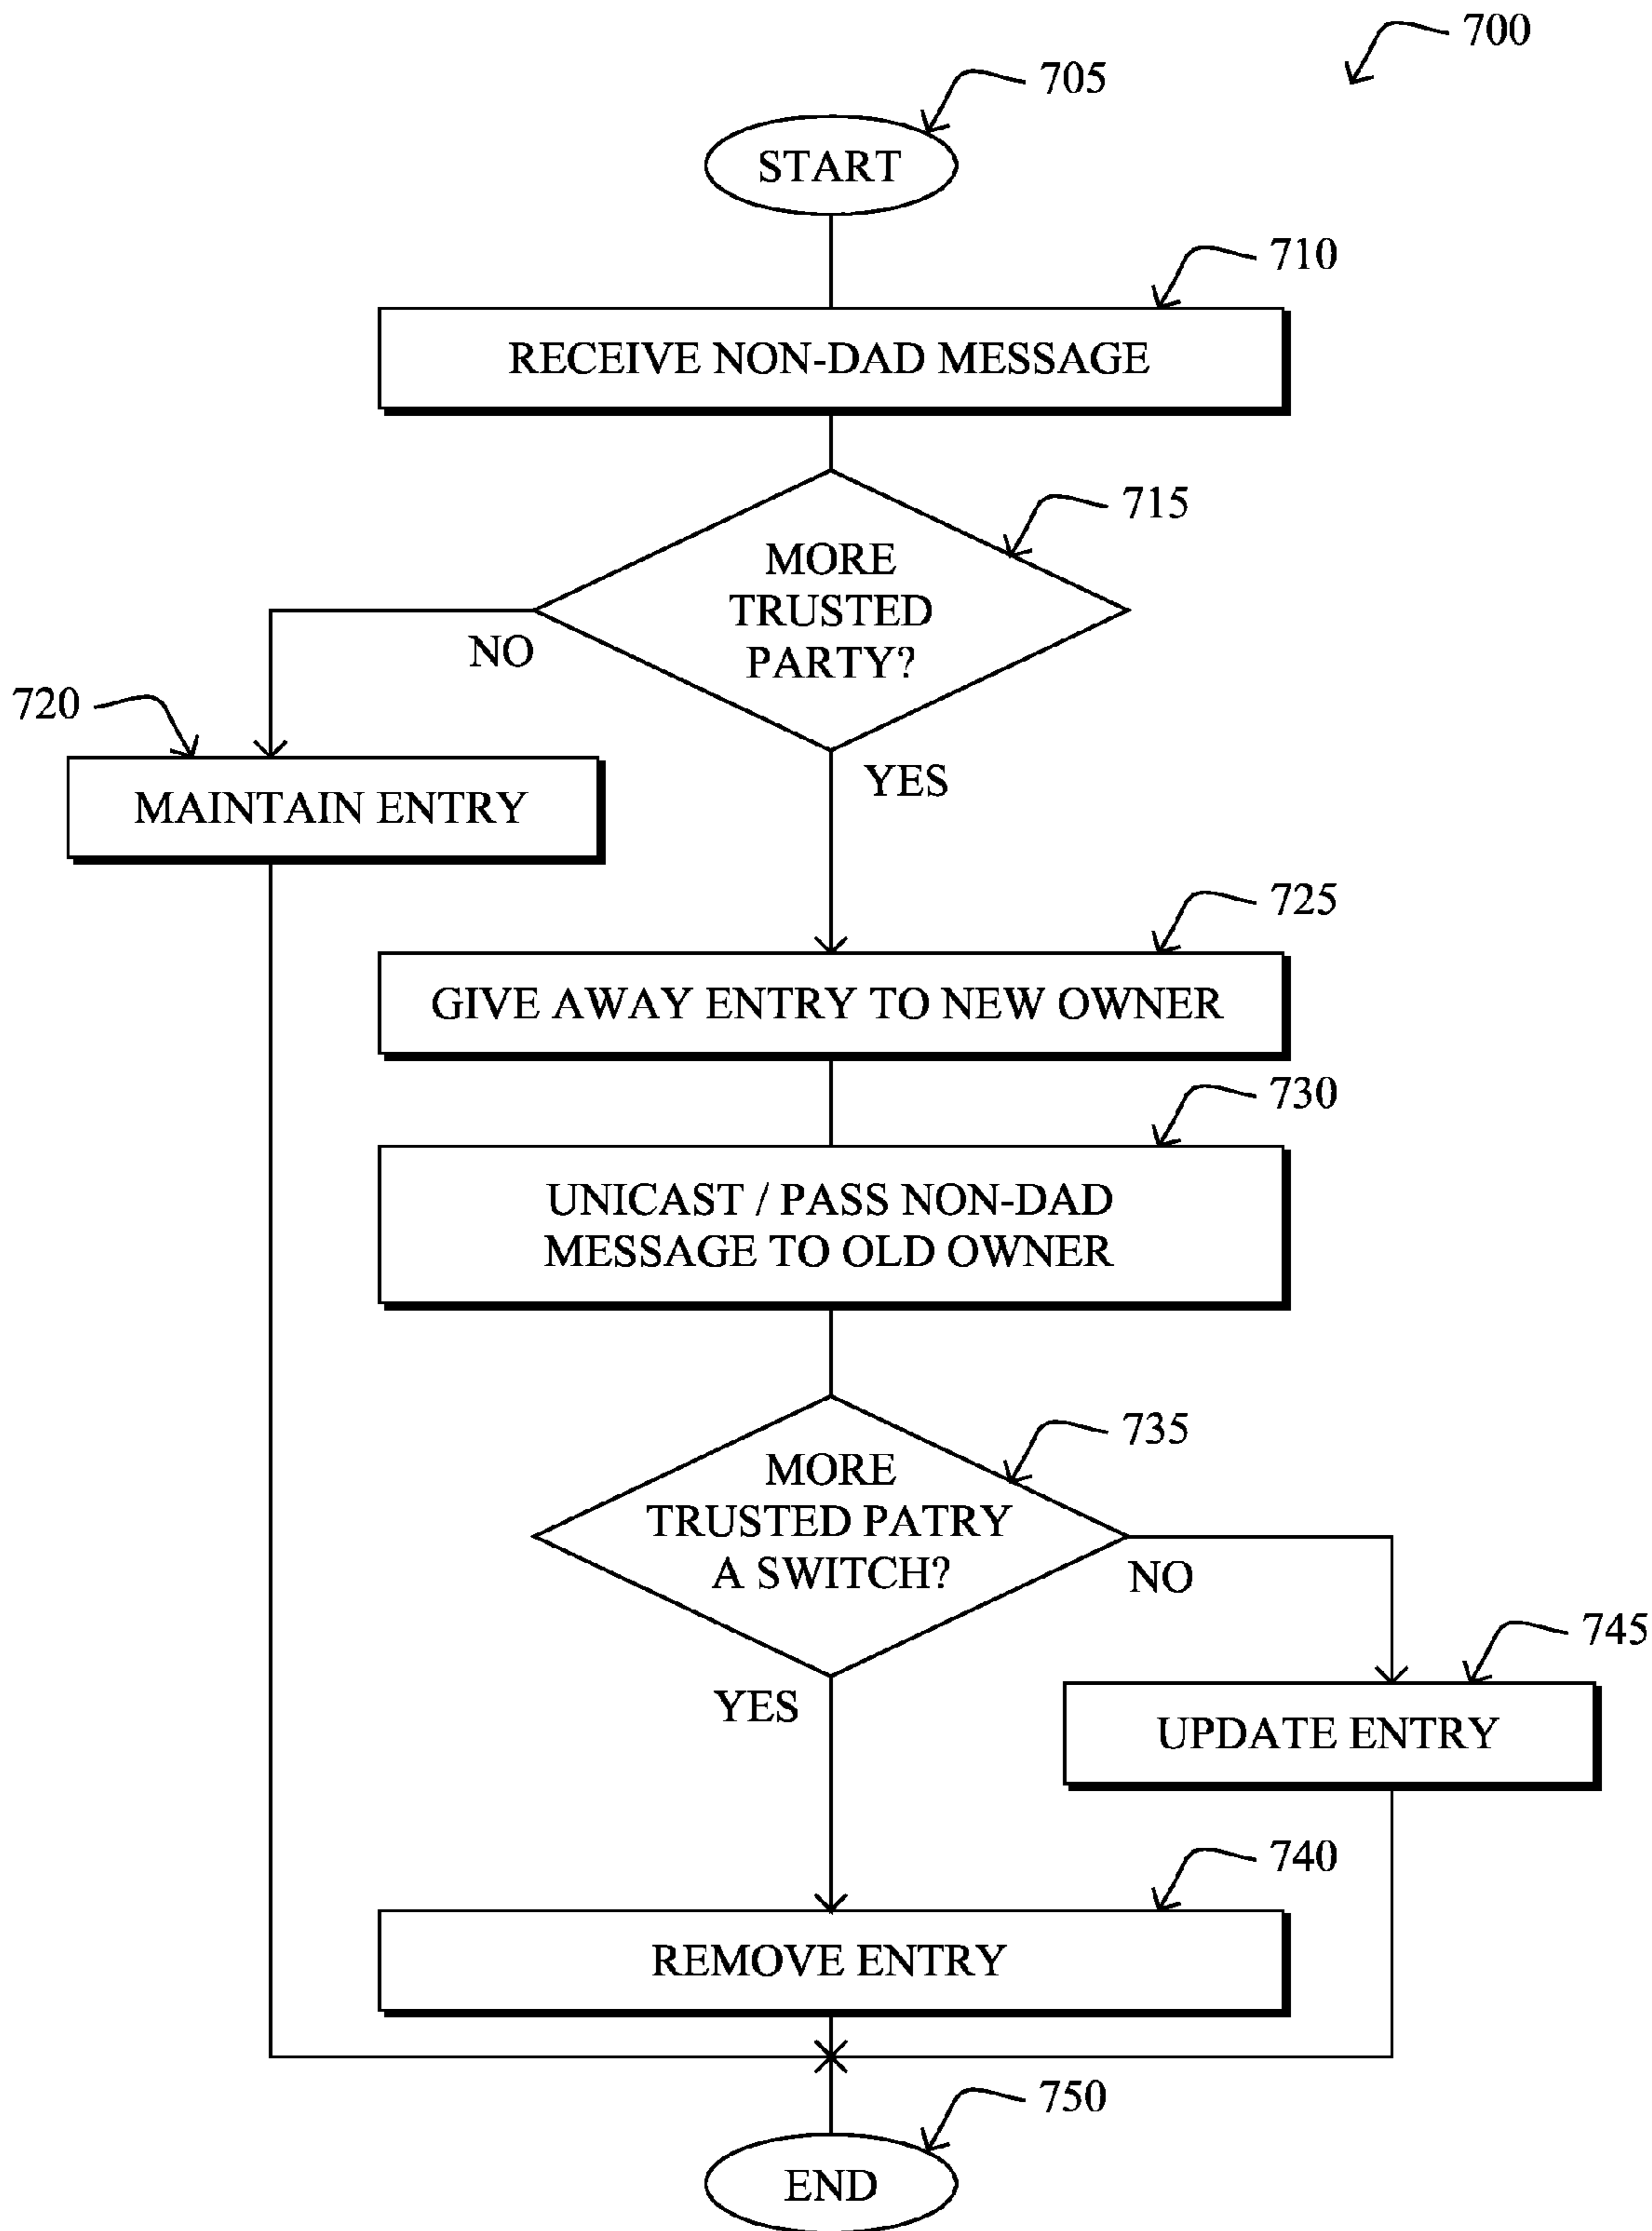 700
705
START
710
RECEIVE NON-DAD MESSAGE
715
MORE
TRUSTED
PARTY?
NO
720
YES
MAINTAIN ENTRY
725
GIVE AWAY ENTRY TO NEW OWNER
730
UNICAST / PASS NON-DAD
MESSAGE TO OLD OWNER
735
MORE
TRUSTED PATRY
A SWITCH?
NO
745
YES
UPDATE ENTRY
740
REMOVE ENTRY
750
END